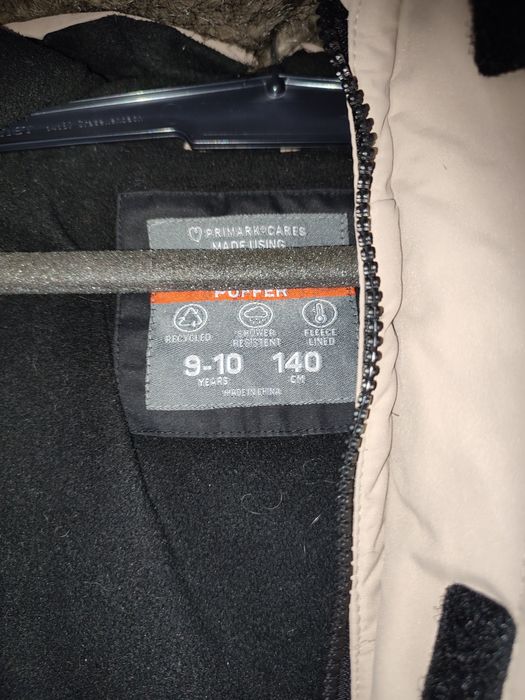 ♡ PRIMARK®CARES
MADE USING
PUFFER
RECYCLED
SHOWER RESISTENT
FLEECE LINED
9-10 YEARS
140 CM
MADE IN CHINA